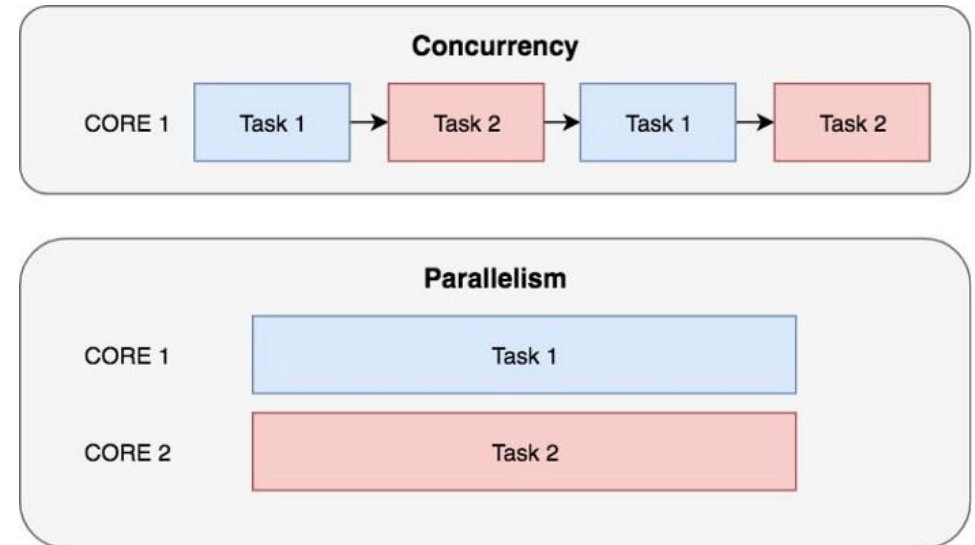 Concurrency
CORE 1 Task 1 Task 2 Task 1 Task 2
Parallelism
CORE 1 Task 1
CORE 2 Task 2